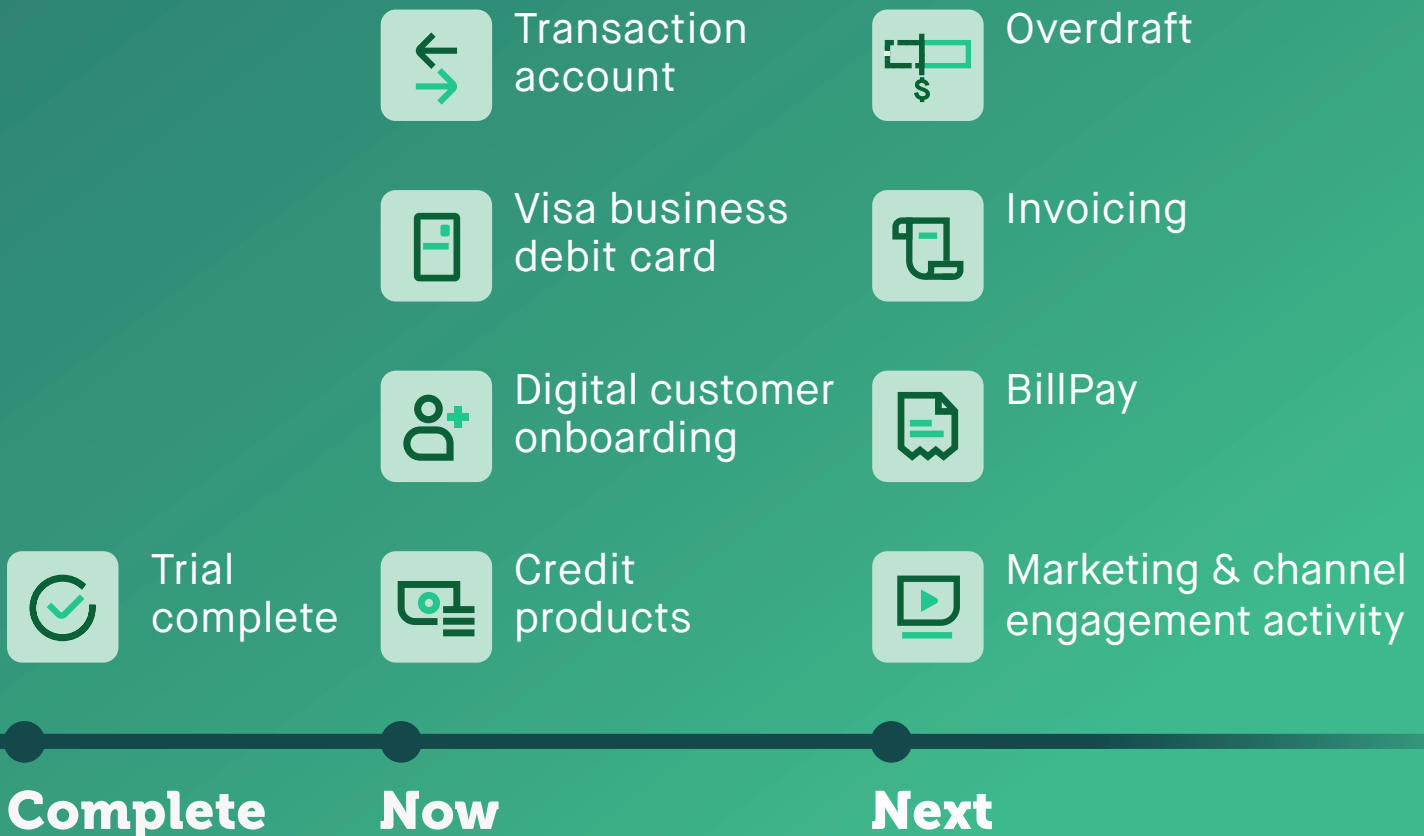 Transaction
account
Overdraft
$
Visa business
debit card
Invoicing
Digital customer
onboarding
BillPay
Trial
complete
Credit
products
Marketing & channel
engagement activity
Complete
Now
Next